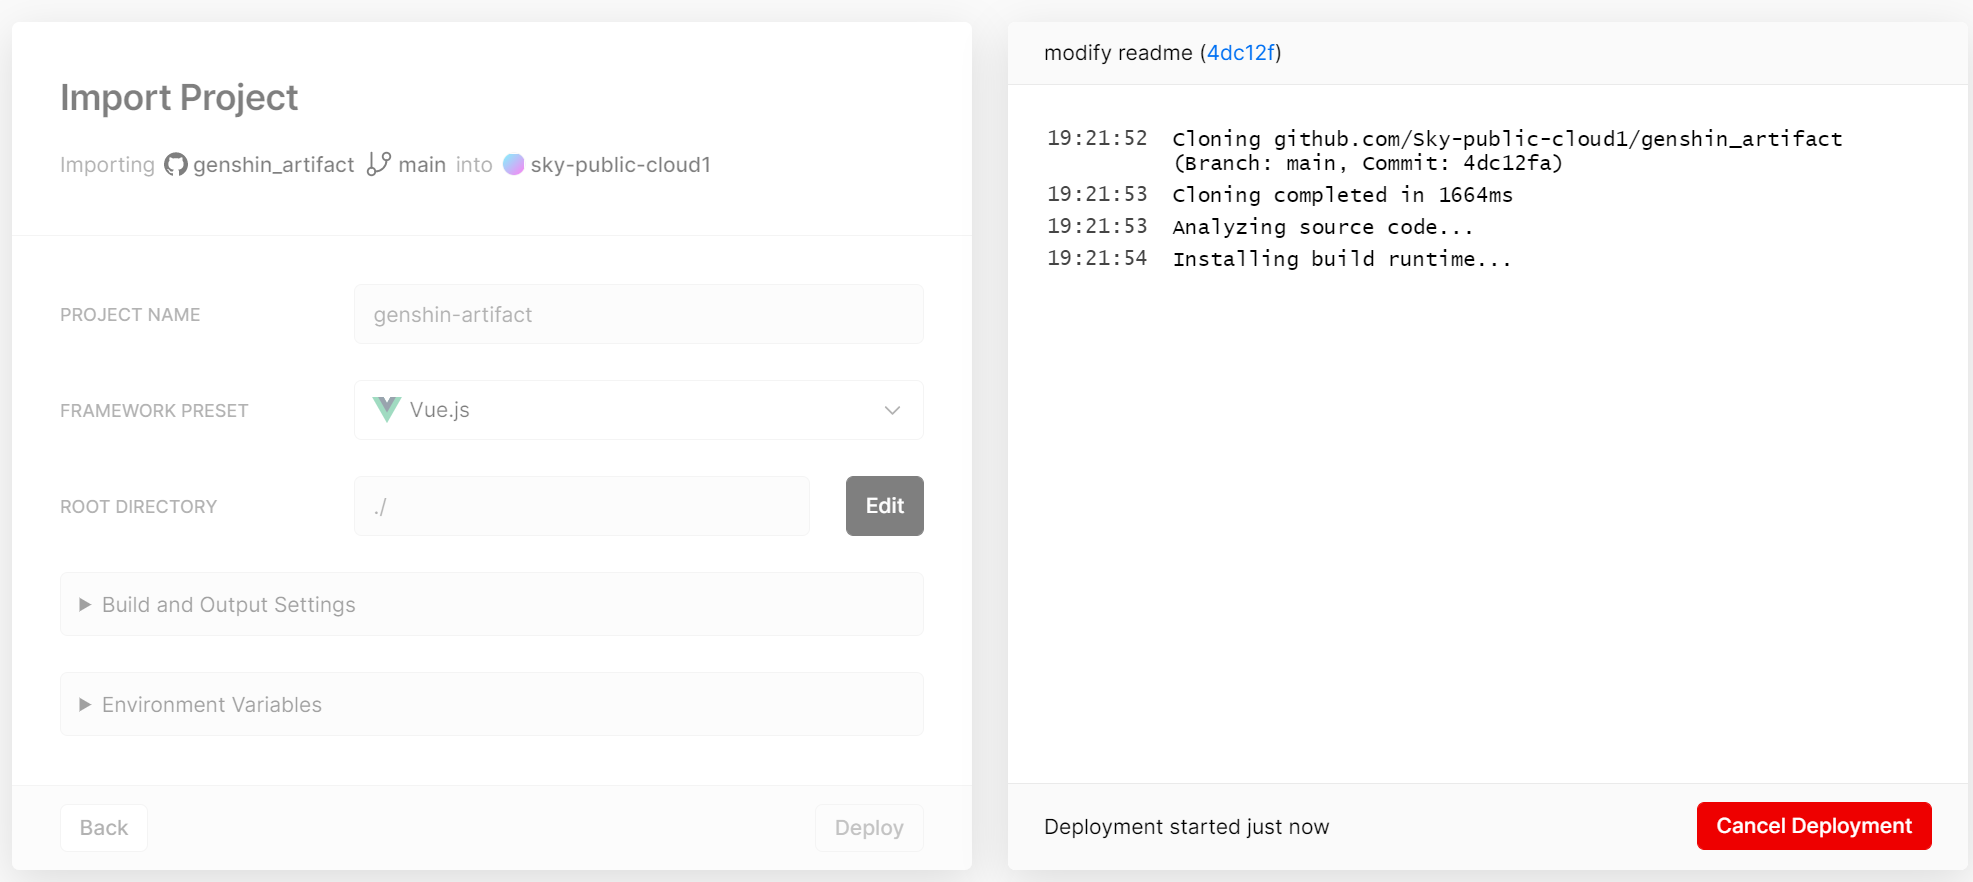 Import Project
Importing genshin_artifact main into sky-public-cloud1
PROJECT NAME
genshin-artifact
FRAMEWORK PRESET
Vue.js
ROOT DIRECTORY
./
Edit
Build and Output Settings
Environment Variables
Back
Deploy
modify readme (4dc12f)
19:21:52 Cloning github.com/Sky-public-cloud1/genshin_artifact
(Branch: main, Commit: 4dc12fa)
19:21:53 Cloning completed in 1664ms
19:21:53 Analyzing source code...
19:21:54 Installing build runtime...
Deployment started just now
Cancel Deployment